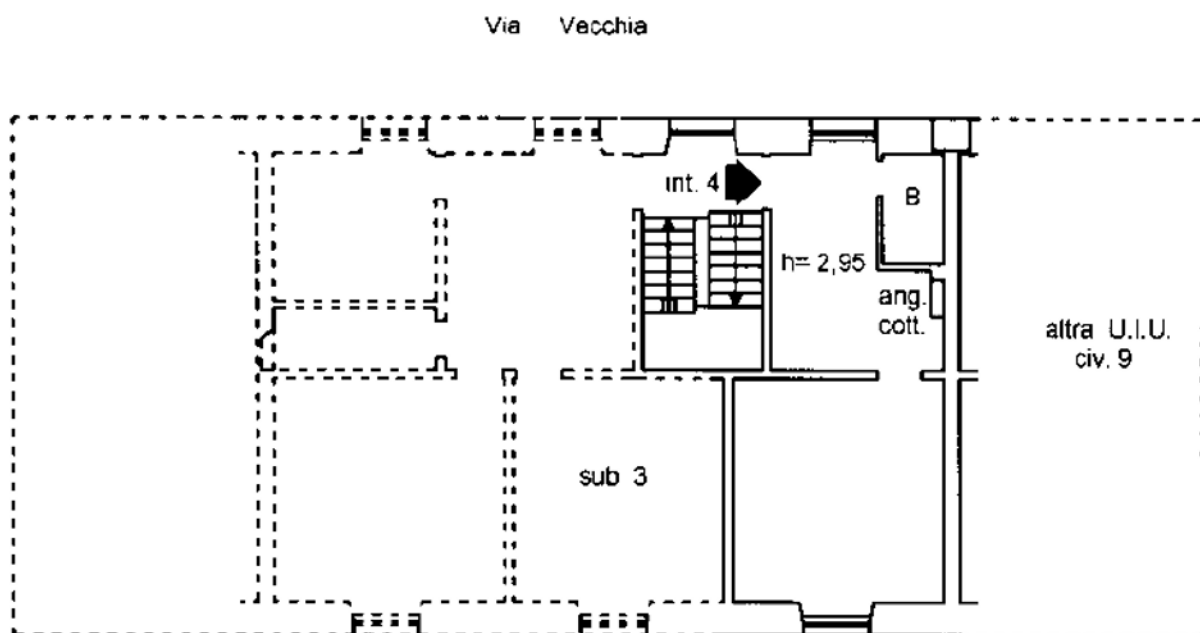 Via Vecchia
int. 4
B
h= 2,95
ang.
cott.
altra U.I.U.
civ. 9
sub 3